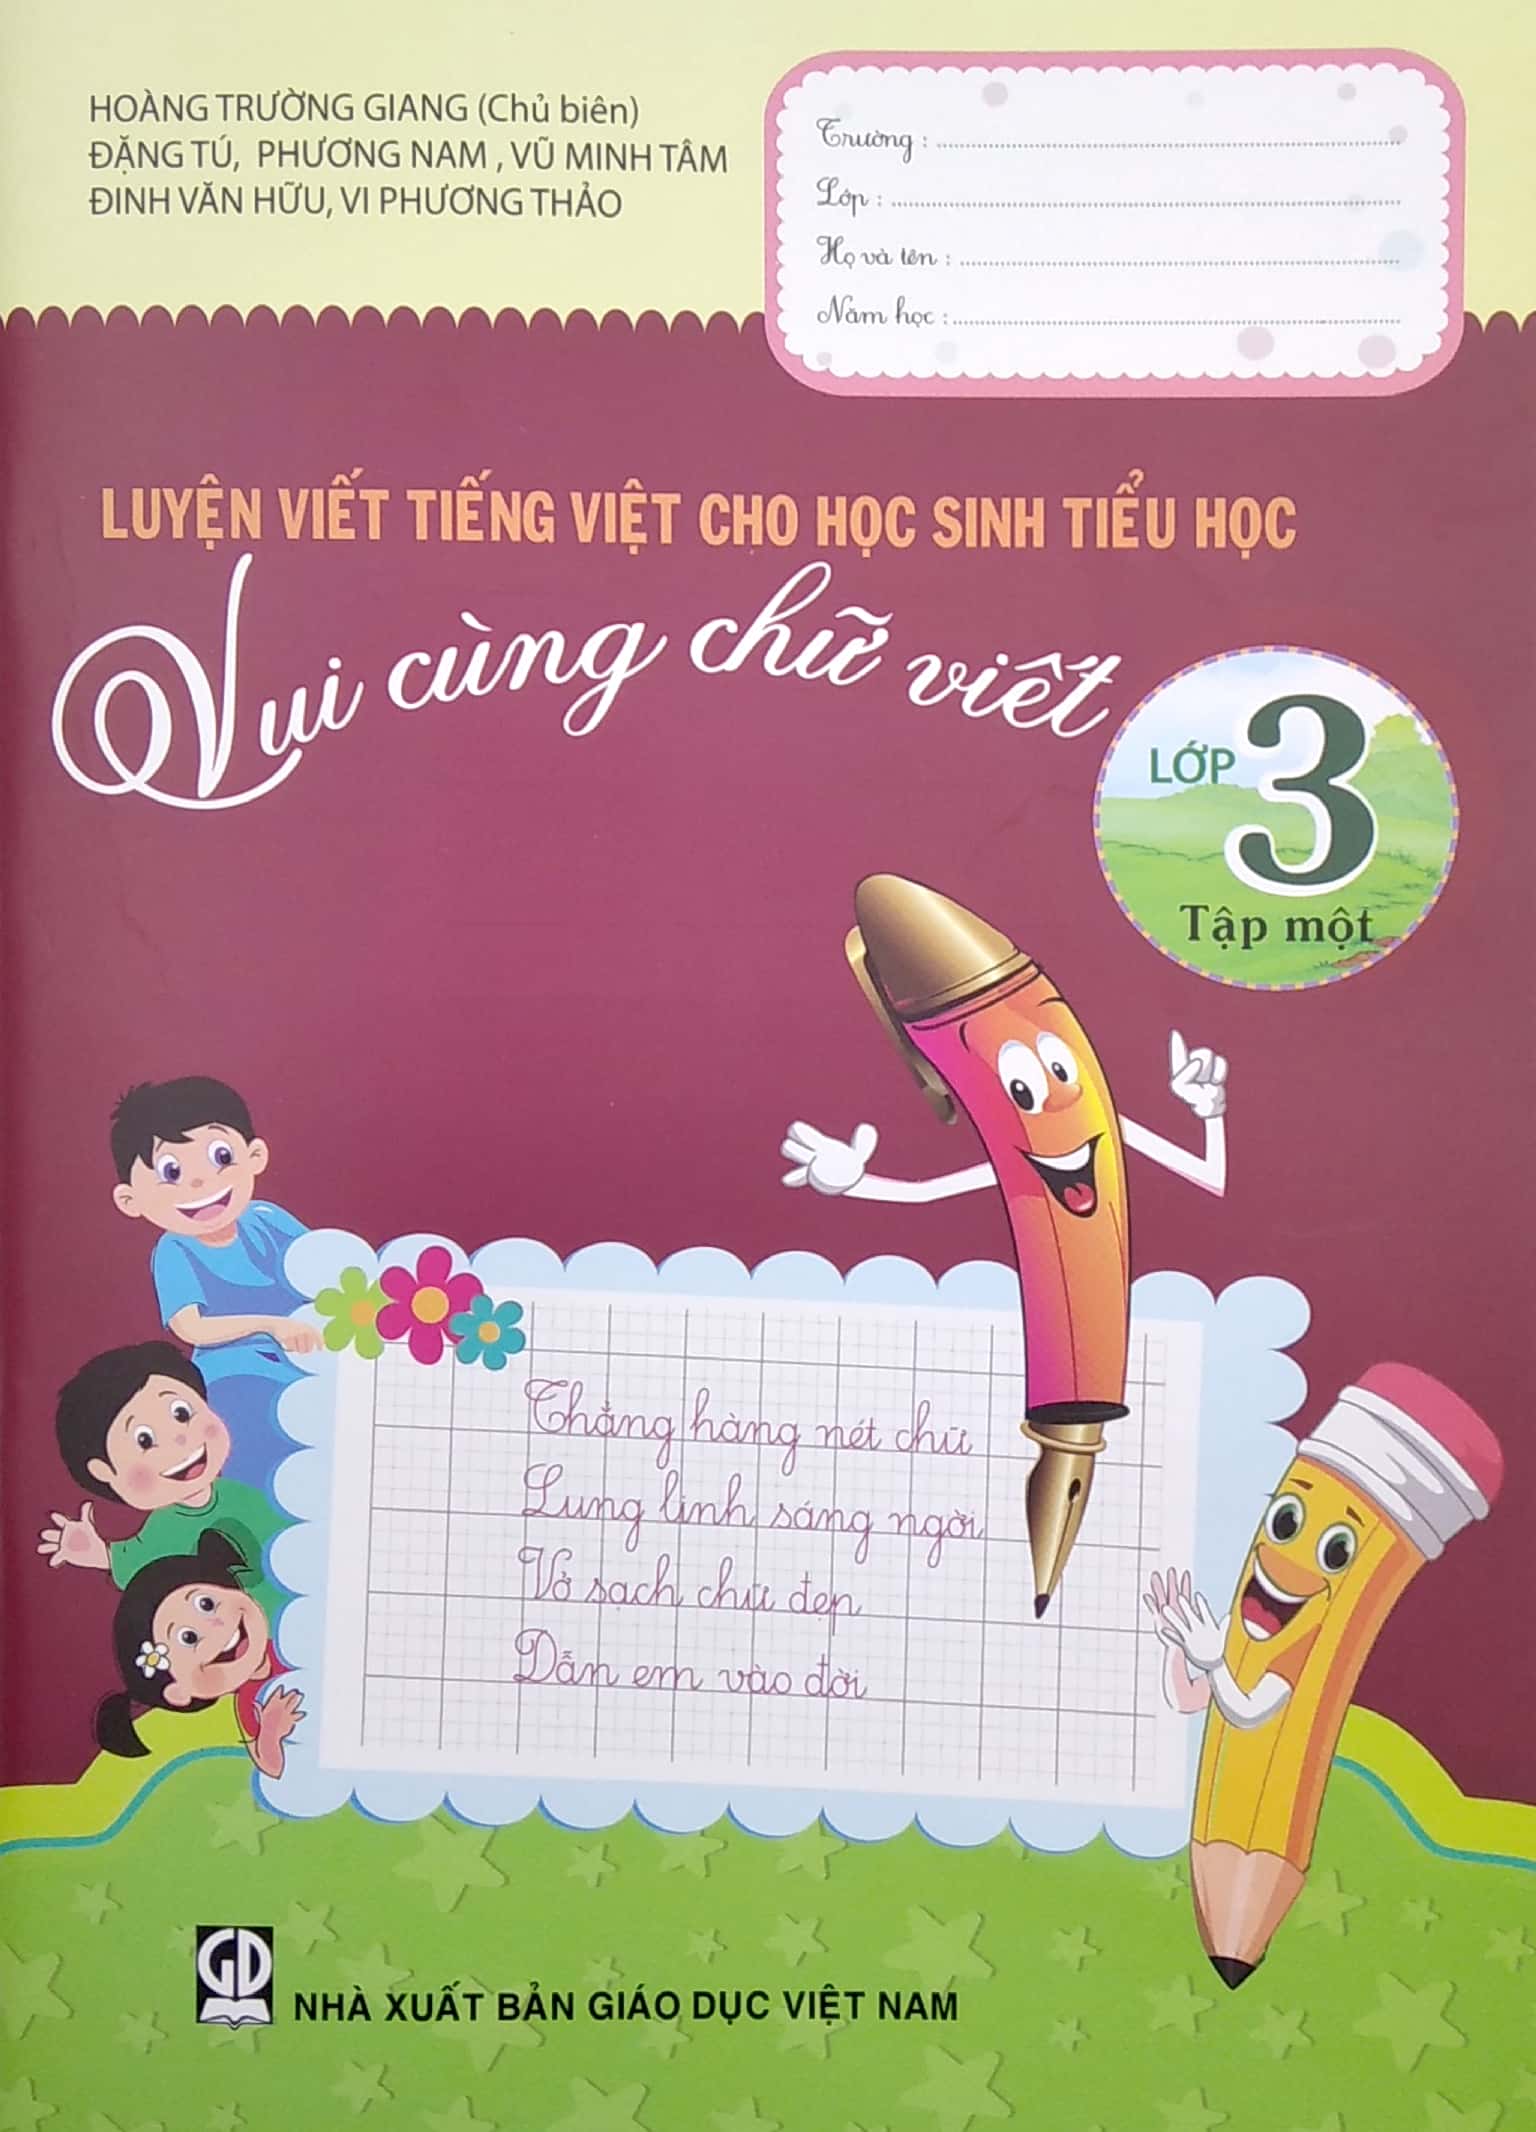 HOÀNG TRƯỜNG GIANG (Chủ biên)
ĐẶNG TÚ, PHƯƠNG NAM , VŨ MINH TÂM
ĐINH VĂN HỮU, VI PHƯƠNG THẢO
Trường :
Lớp :
Họ và tên :
Năm học :
LUYỆN VIẾT TIẾNG VIỆT CHO HỌC SINH TIỂU HỌC
Vui cùng chữ viết
LỚP 3
Tập một
Thẳng hàng nét chữ
Lung linh sáng ngời
Vở sạch chữ đẹp
Dẫn em vào đời
GD
NHÀ XUẤT BẢN GIÁO DỤC VIỆT NAM